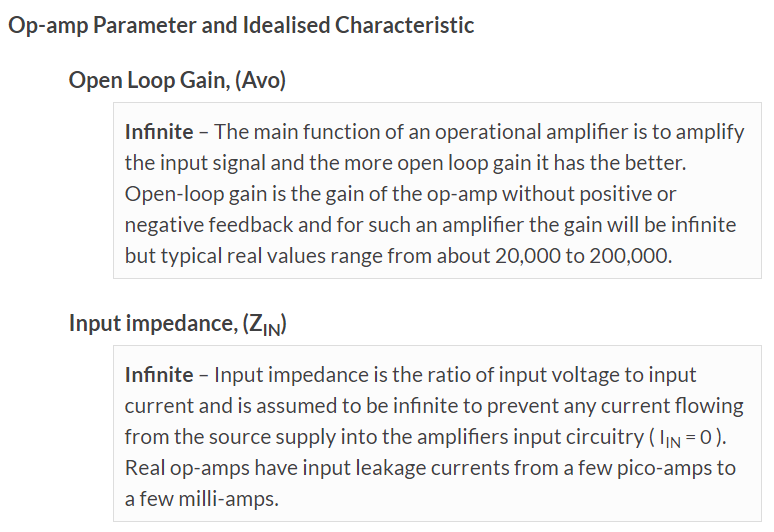 Op-amp Parameter and Idealised Characteristic
Open Loop Gain, (Avo)
Infinite – The main function of an operational amplifier is to amplify
the input signal and the more open loop gain it has the better.
Open-loop gain is the gain of the op-amp without positive or
negative feedback and for such an amplifier the gain will be infinite
but typical real values range from about 20,000 to 200,000.
Input impedance, (ZIN)
Infinite – Input impedance is the ratio of input voltage to input
current and is assumed to be infinite to prevent any current flowing
from the source supply into the amplifiers input circuitry ( IIN = 0 ).
Real op-amps have input leakage currents from a few pico-amps to
a few milli-amps.